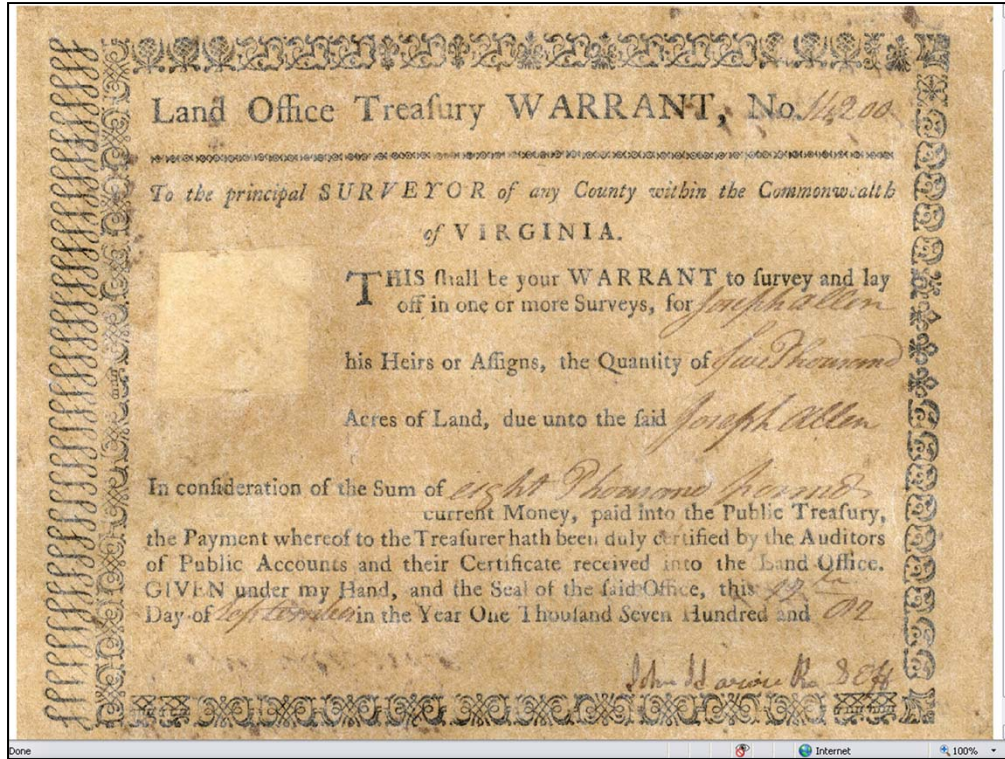 Land Office Treaſury WARRANT, No. 14200
To the principal SURVEYOR of any County within the Commonwealth
of VIRGINIA.
THIS ſhall be your WARRANT to ſurvey and lay
off in one or more Surveys, for Joseph allen
his Heirs or Aſſigns, the Quantity of five Thousand
Acres of Land, due unto the ſaid Joseph Allen
In conſideration of the Sum of eight Thousand pounds
current Money, paid into the Public Treaſury,
the Payment whereof to the Treaſurer hath been duly certified by the Auditors
of Public Accounts and their Certificate received into the Land Office.
GIVEN under my Hand, and the Seal of the ſaid Office, this
Day of September in the Year One Thouſand Seven Hundred and 82
John Harvie R. L. Off
Done
Internet
100%